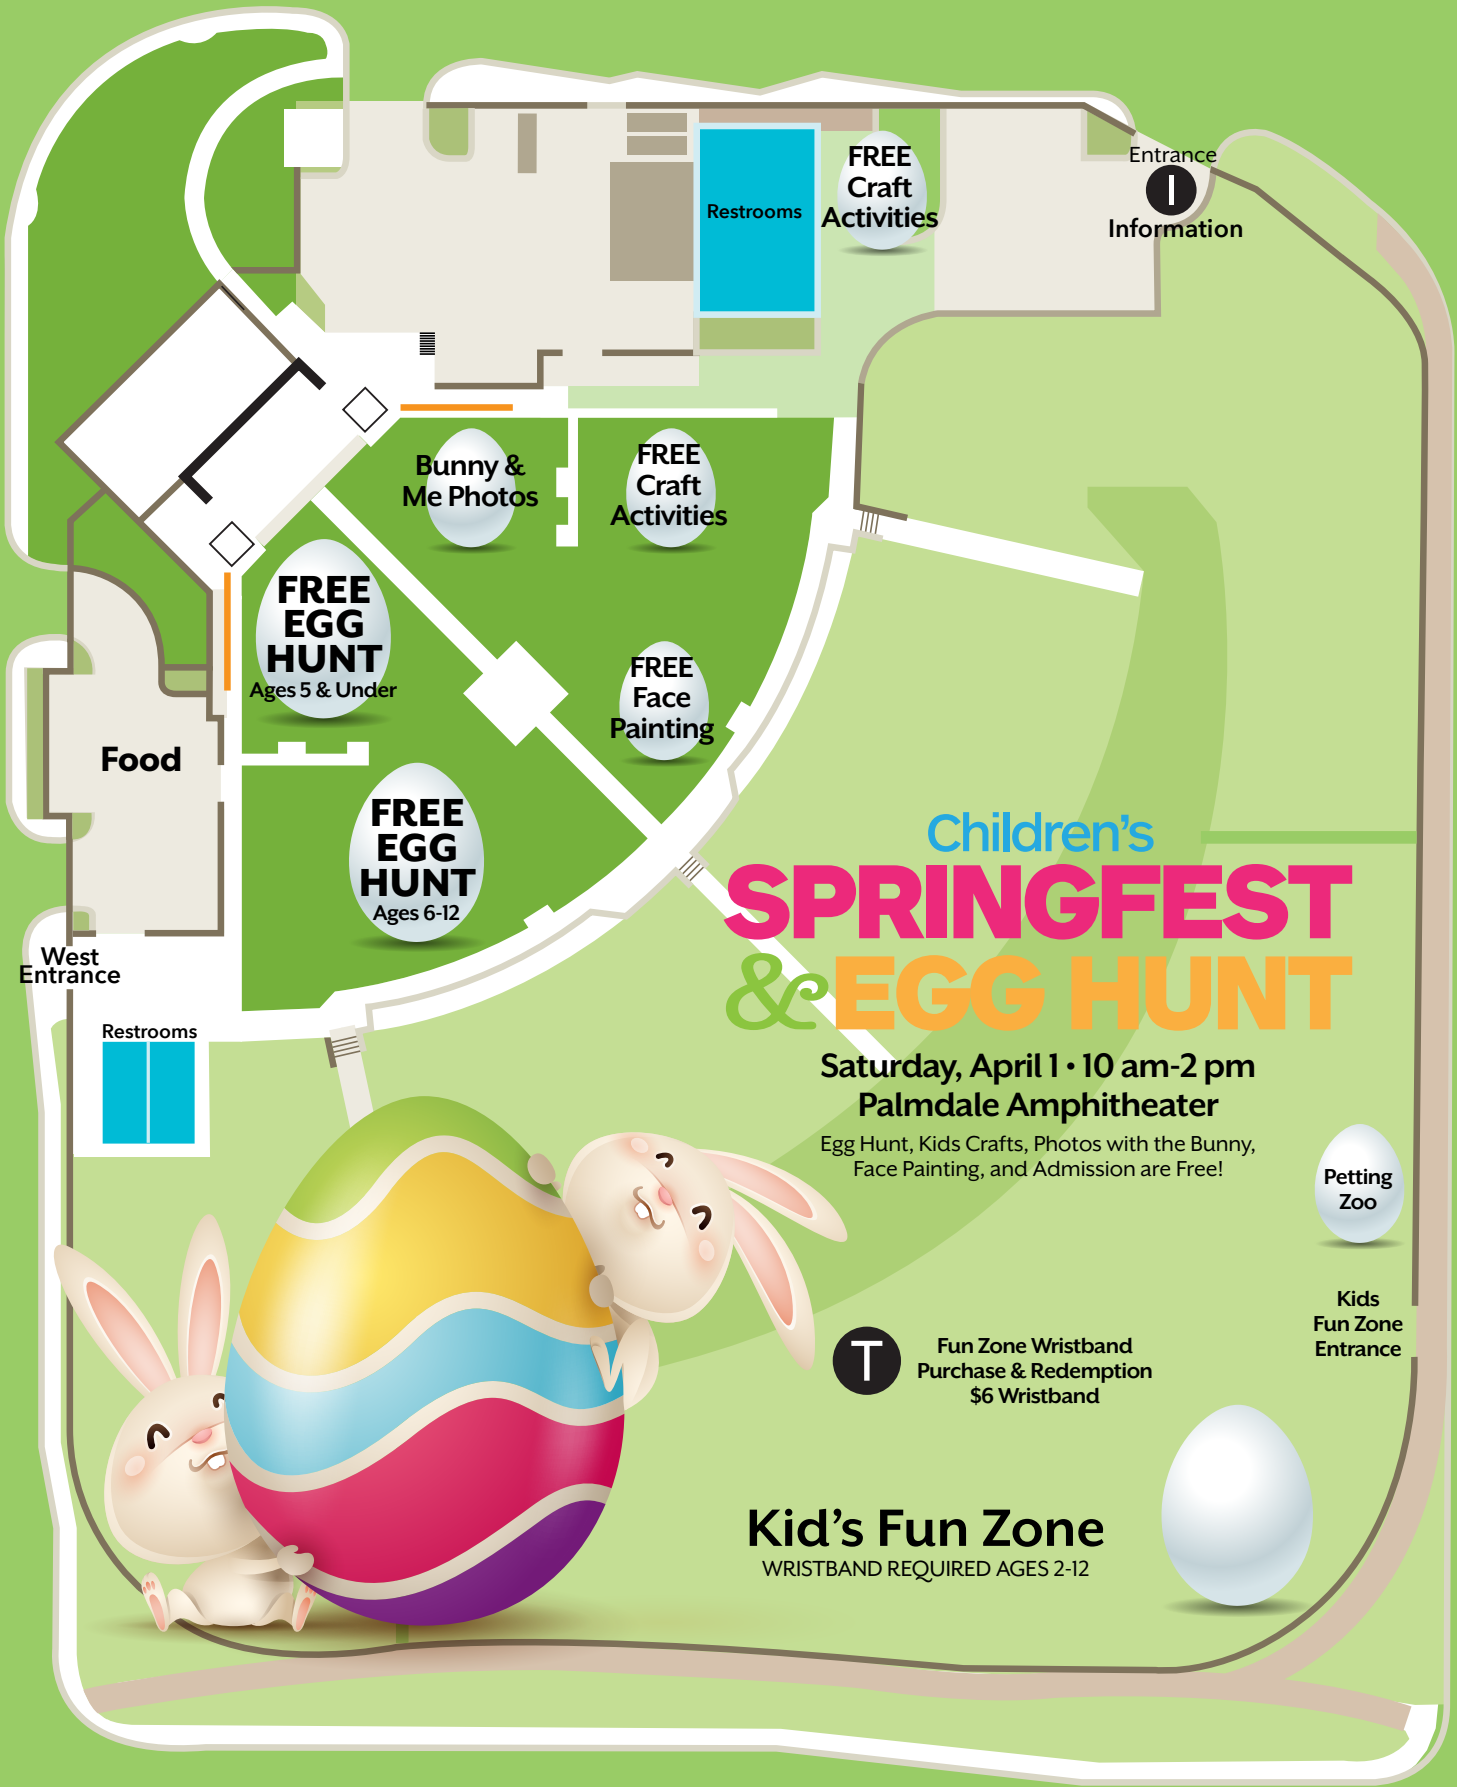 Entrance
I
Information
FREE
Craft
Activities
Restrooms
Bunny &
Me Photos
FREE
Craft
Activities
FREE
EGG
HUNT
Ages 5 & Under
FREE
Face
Painting
Food
FREE
EGG
HUNT
Ages 6-12
West
Entrance
Restrooms
Children's
SPRINGFEST
& EGG HUNT
Saturday, April 1 • 10 am-2 pm
Palmdale Amphitheater
Egg Hunt, Kids Crafts, Photos with the Bunny,
Face Painting, and Admission are Free!
Petting
Zoo
Kids
Fun Zone
Entrance
T
Fun Zone Wristband
Purchase & Redemption
$6 Wristband
Kid's Fun Zone
WRISTBAND REQUIRED AGES 2-12